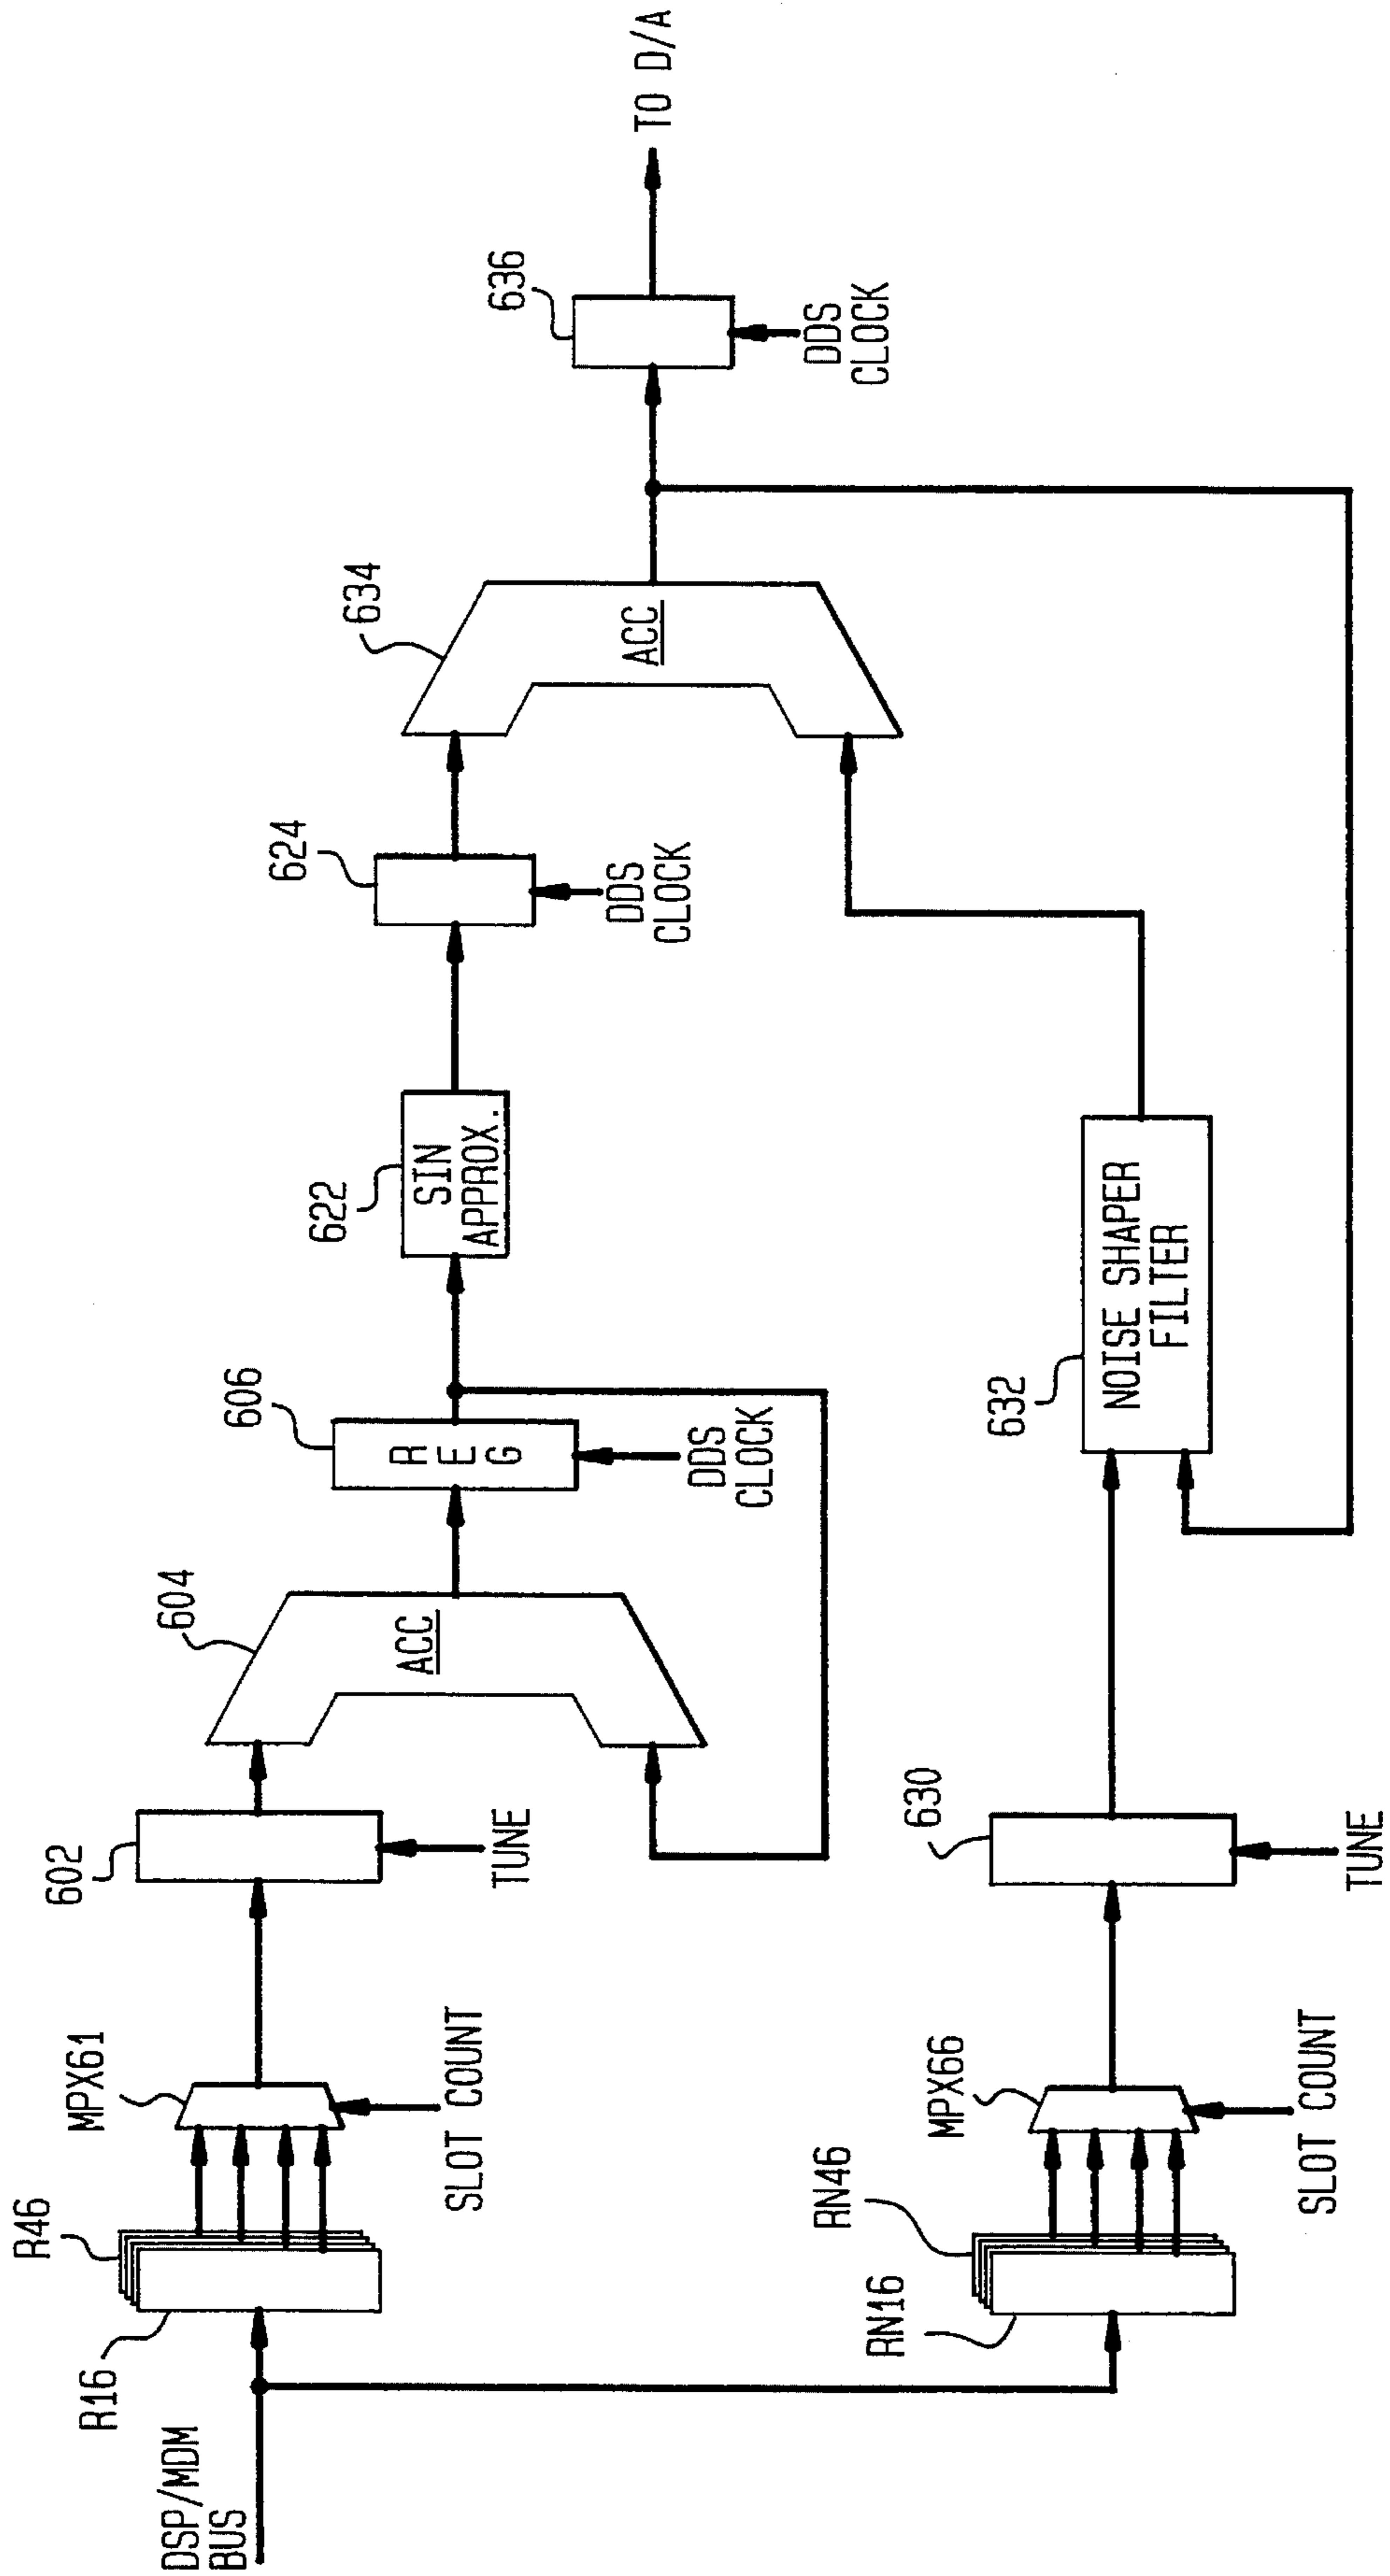 DSP/MDM
BUS
R16
R46
MPX61
SLOT COUNT
602
TUNE
604
ACC
606
R
E
G
DDS
CLOCK
622
SIN
APPROX.
624
DDS
CLOCK
634
ACC
636
DDS
CLOCK
TO D/A
RN16
RN46
MPX66
SLOT COUNT
630
TUNE
632
NOISE SHAPER
FILTER